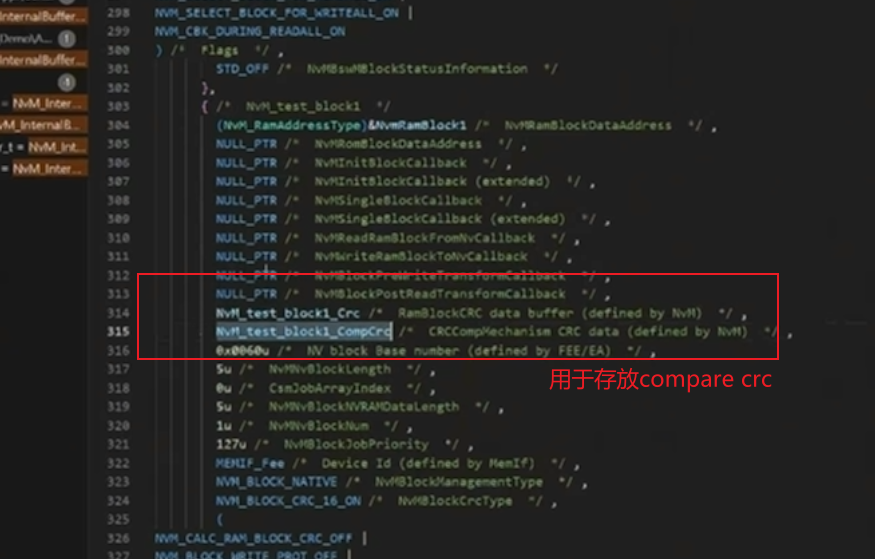 InternalBuffer...
Demo\A... 1
InternalBuffer...
1
= NvM_Inter...
vM_InternalB...
r_t = NvM_Int...
= NvM_Inter...
298 NVM_SELECT_BLOCK_FOR_WRITEALL_ON |
299 NVM_CBK_DURING_READALL_ON
300 ) /* Flags */ ,
301 STD_OFF /* NvMBswMBlockStatusInformation */
302 },
303 { /* NvM_test_block1 */
304 (NvM_RamAddressType)&NvmRamBlock1 /* NvMRamBlockDataAddress */ ,
305 NULL_PTR /* NvMRomBlockDataAddress */ ,
306 NULL_PTR /* NvMInitBlockCallback */ ,
307 NULL_PTR /* NvMInitBlockCallback (extended) */ ,
308 NULL_PTR /* NvMSingleBlockCallback */ ,
309 NULL_PTR /* NvMSingleBlockCallback (extended) */ ,
310 NULL_PTR /* NvMReadRamBlockFromNvCallback */ ,
311 NULL_PTR /* NvMWriteRamBlockToNvCallback */ ,
312 NULL_PTR /* NvMBlockPreWriteTransformCallback */ ,
313 NULL_PTR /* NvMBlockPostReadTransformCallback */ ,
314 NvM_test_block1_Crc /* RamBlockCRC data buffer (defined by NvM) */ ,
315 NvM_test_block1_CompCrc /* CRCCompMechanism CRC data (defined by NvM) */ ,
316 0x0060u /* NV block Base number (defined by FEE/EA) */ ,
317 5u /* NvMNvBlockLength */ ,
用于存放compare crc
318 0u /* CsmJobArrayIndex */ ,
319 5u /* NvMNvBlockNVRAMDataLength */ ,
320 1u /* NvMNvBlockNum */ ,
321 127u /* NvMBlockJobPriority */ ,
322 MEMIF_Fee /* Device Id (defined by MemIf) */ ,
323 NVM_BLOCK_NATIVE /* NvMBlockManagementType */ ,
324 NVM_BLOCK_CRC_16_ON /* NvMBlockCrcType */ ,
325 (
326 NVM_CALC_RAM_BLOCK_CRC_OFF |
327 NVM_BLOCK_WRITE_PROT_OFF |